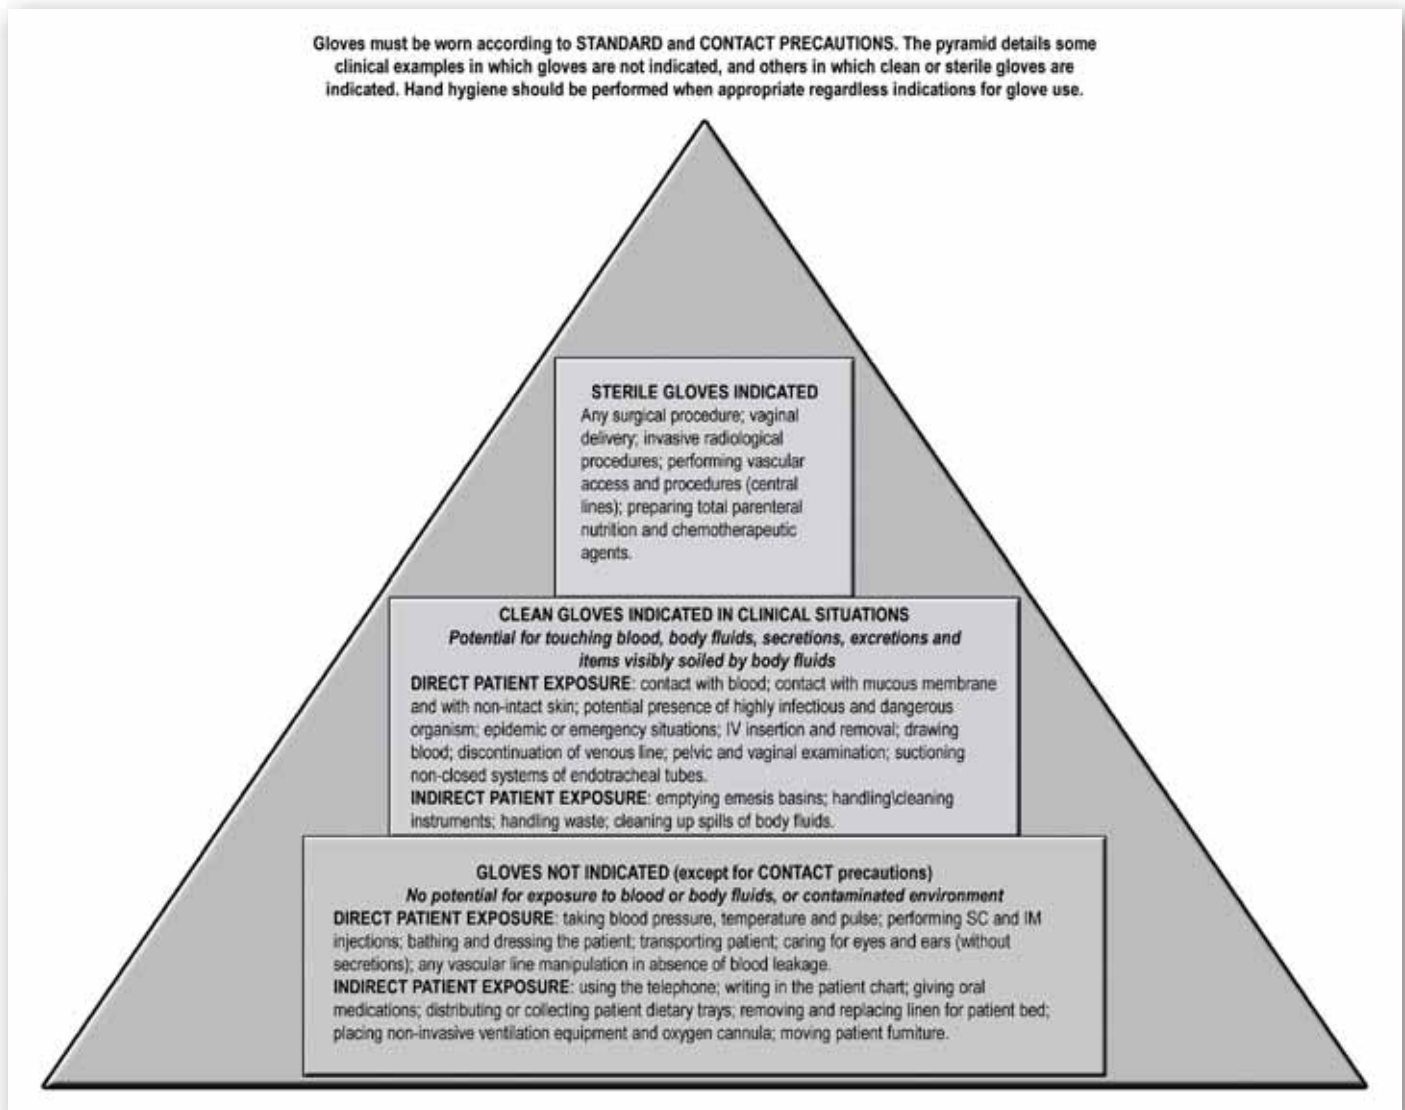 Gloves must be worn according to STANDARD and CONTACT PRECAUTIONS. The pyramid details some
clinical examples in which gloves are not indicated, and others in which clean or sterile gloves are
indicated. Hand hygiene should be performed when appropriate regardless indications for glove use.
STERILE GLOVES INDICATED
Any surgical procedure; vaginal
delivery; invasive radiological
procedures; performing vascular
access and procedures (central
lines); preparing total parenteral
nutrition and chemotherapeutic
agents.
CLEAN GLOVES INDICATED IN CLINICAL SITUATIONS
Potential for touching blood, body fluids, secretions, excretions and
items visibly soiled by body fluids
DIRECT PATIENT EXPOSURE: contact with blood; contact with mucous membrane
and with non-intact skin; potential presence of highly infectious and dangerous
organism; epidemic or emergency situations; IV insertion and removal; drawing
blood; discontinuation of venous line; pelvic and vaginal examination; suctioning
non-closed systems of endotracheal tubes.
INDIRECT PATIENT EXPOSURE: emptying emesis basins; handling\cleaning
instruments; handling waste; cleaning up spills of body fluids.
GLOVES NOT INDICATED (except for CONTACT precautions)
No potential for exposure to blood or body fluids, or contaminated environment
DIRECT PATIENT EXPOSURE: taking blood pressure, temperature and pulse; performing SC and IM
injections; bathing and dressing the patient; transporting patient; caring for eyes and ears (without
secretions); any vascular line manipulation in absence of blood leakage.
INDIRECT PATIENT EXPOSURE: using the telephone; writing in the patient chart; giving oral
medications; distributing or collecting patient dietary trays; removing and replacing linen for patient bed;
placing non-invasive ventilation equipment and oxygen cannula; moving patient furniture.